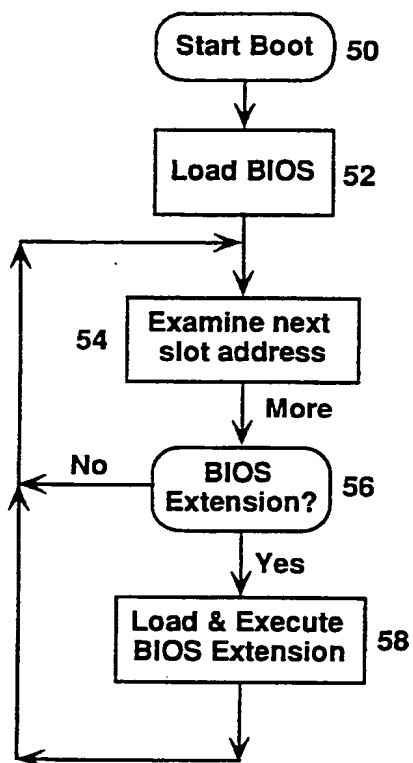 Start Boot 50
Load BIOS 52
54 Examine next
slot address
More
No
BIOS
Extension? 56
Yes
Load & Execute
BIOS Extension 58